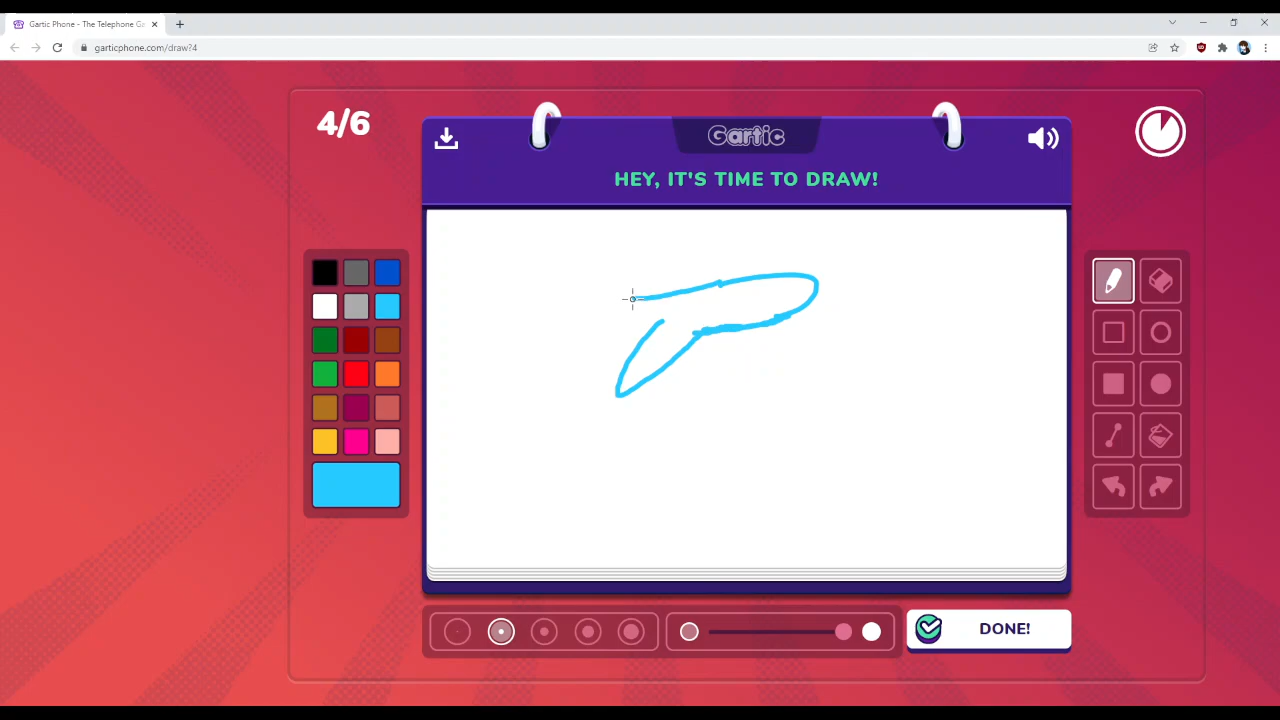 Gartic Phone - The Telephone Ga
garticphone.com/draw?4
4/6
Gartic
HEY, IT'S TIME TO DRAW!
DONE!